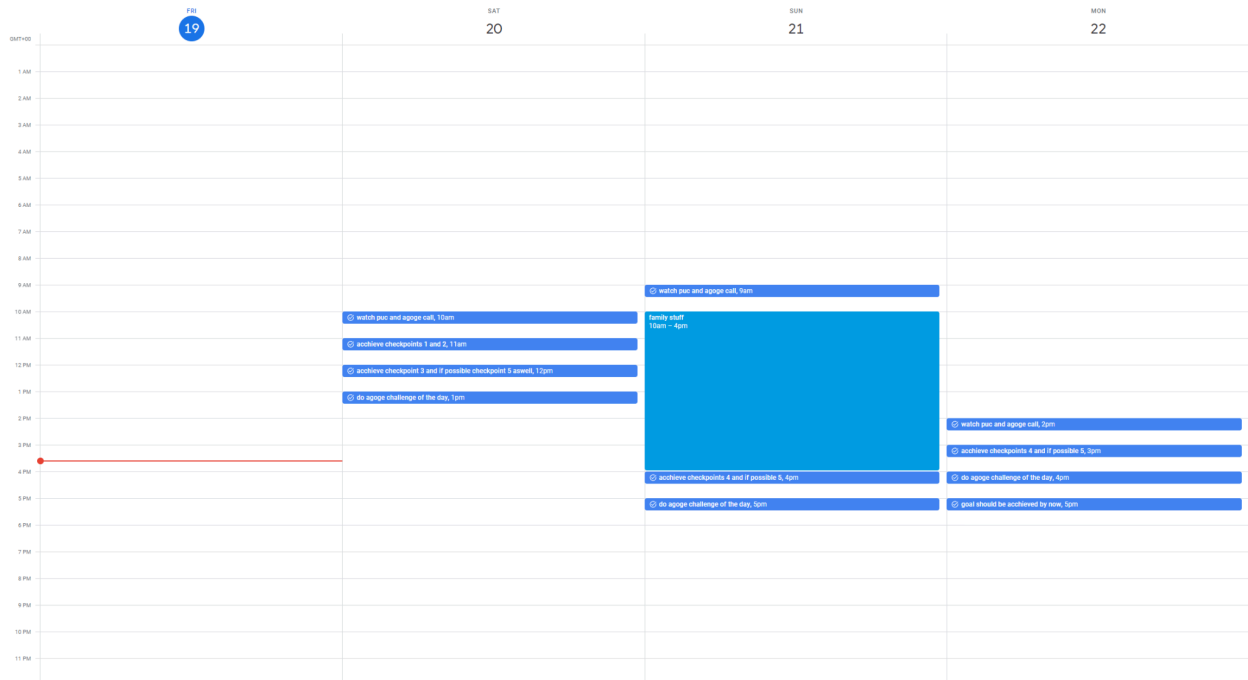 FRI
19
SAT
20
SUN
21
MON
22
GMT+00
1 AM
2 AM
3 AM
4 AM
5 AM
6 AM
7 AM
8 AM
9 AM
10 AM
11 AM
12 PM
1 PM
2 PM
3 PM
4 PM
5 PM
6 PM
7 PM
8 PM
9 PM
10 PM
11 PM
watch puc and agoge call, 10am
acchieve checkpoints 1 and 2, 11am
acchieve checkpoint 3 and if possible checkpoint 5 aswell, 12pm
do agoge challenge of the day, 1pm
watch puc and agoge call, 9am
family stuff
10am – 4pm
acchieve checkpoints 4 and if possible 5, 4pm
do agoge challenge of the day, 5pm
watch puc and agoge call, 2pm
acchieve checkpoints 4 and if possible 5, 3pm
do agoge challenge of the day, 4pm
goal should be acchieved by now, 5pm